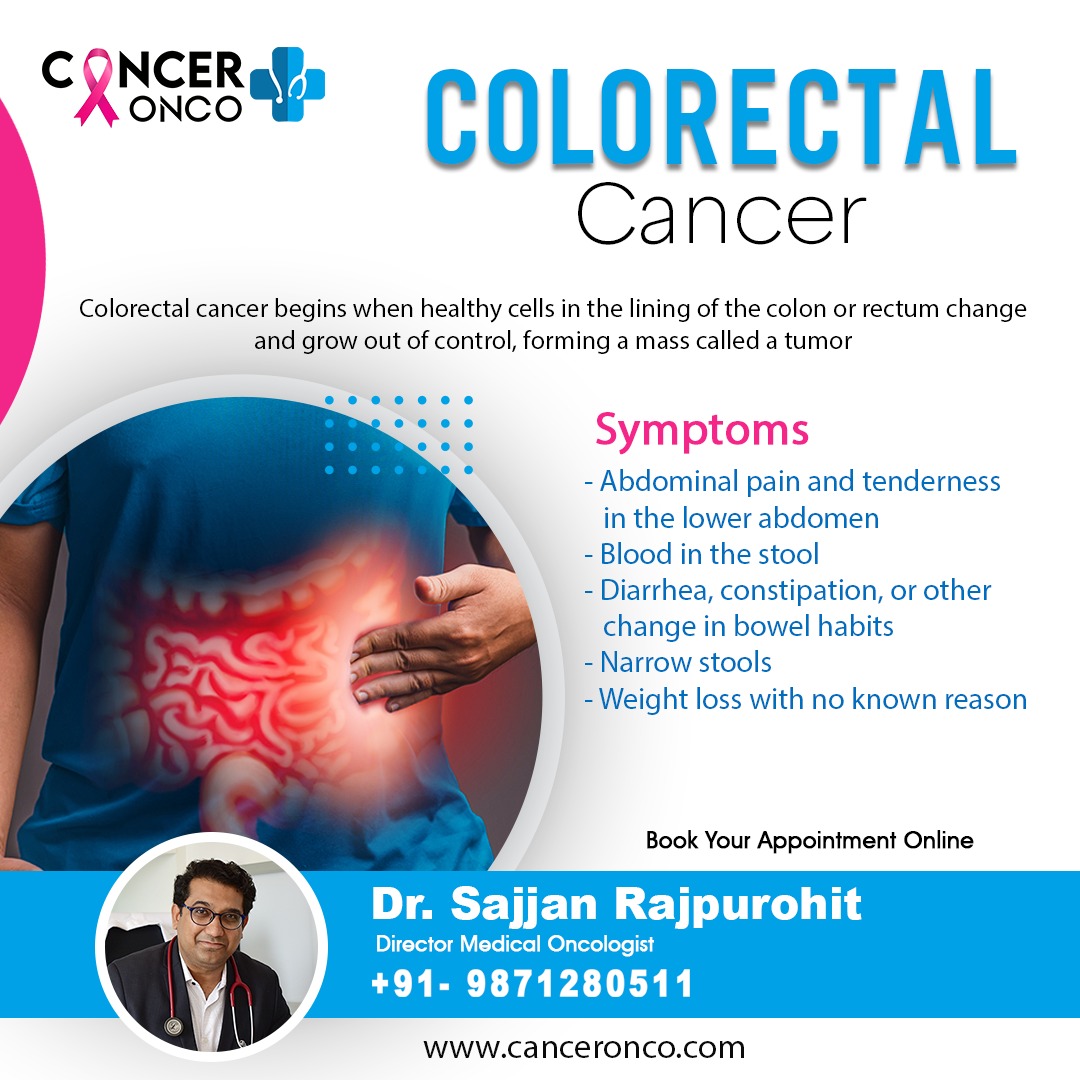 CANCER
ONCO
COLORECTAL
Cancer
Colorectal cancer begins when healthy cells in the lining of the colon or rectum change
and grow out of control, forming a mass called a tumor
Symptoms
- Abdominal pain and tenderness
in the lower abdomen
- Blood in the stool
- Diarrhea, constipation, or other
change in bowel habits
- Narrow stools
- Weight loss with no known reason
Book Your Appointment Online
Dr. Sajjan Rajpurohit
Director Medical Oncologist
+91- 9871280511
www.canceronco.com